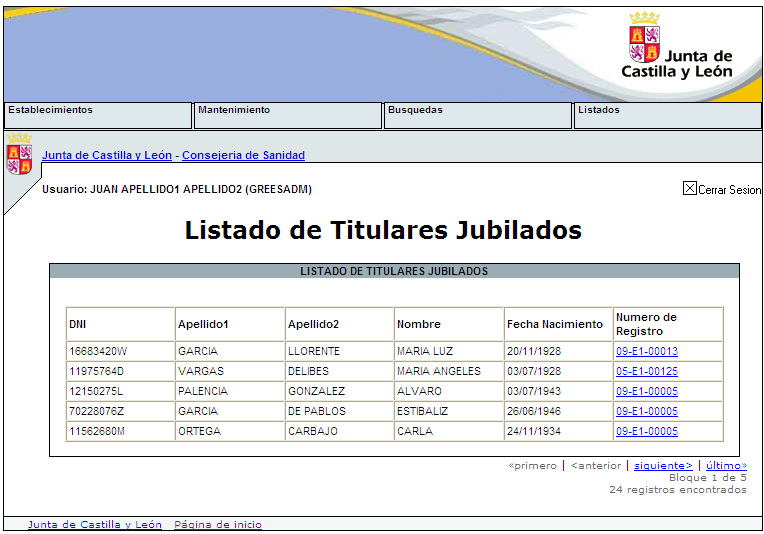 Junta de
Castilla y León
Establecimientos Mantenimiento Busquedas Listados
Junta de Castilla y León - Consejeria de Sanidad
Usuario: JUAN APELLIDO1 APELLIDO2 (GREESADM) Cerrar Sesion
Listado de Titulares Jubilados
LISTADO DE TITULARES JUBILADOS
DNI Apellido1 Apellido2 Nombre Fecha Nacimiento Numero de Registro
16683420W GARCIA LLORENTE MARIA LUZ 20/11/1928 09-E1-00013
11975764D VARGAS DELIBES MARIA ANGELES 03/07/1928 05-E1-00125
12150275L PALENCIA GONZALEZ ALVARO 03/07/1943 09-E1-00005
70228076Z GARCIA DE PABLOS ESTIBALIZ 26/06/1946 09-E1-00005
11562680M ORTEGA CARBAJO CARLA 24/11/1934 09-E1-00005
«primero | <anterior | siguiente> | último»
Bloque 1 de 5
24 registros encontrados
Junta de Castilla y León Página de inicio